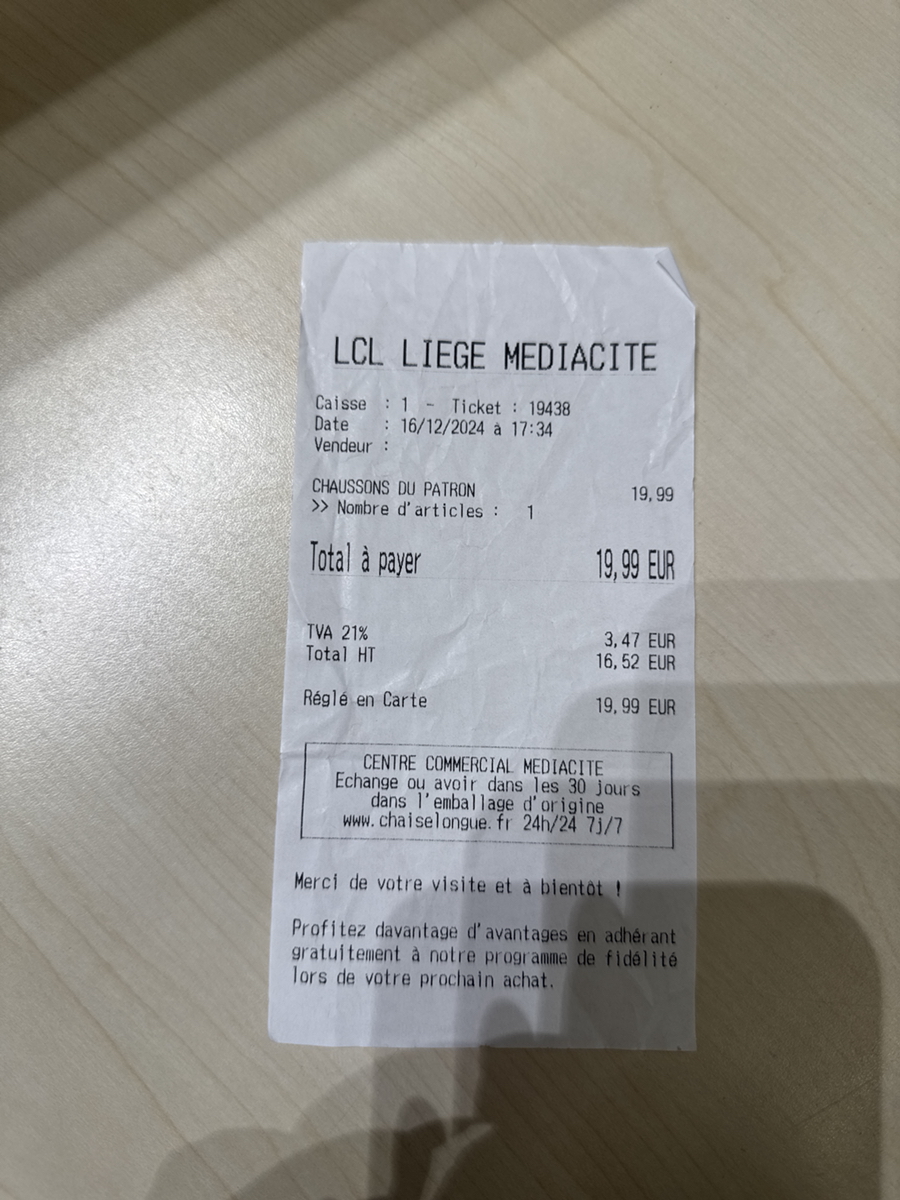 LCL LIEGE MEDIACITE
Caisse : 1 - Ticket : 19438
Date : 16/12/2024 à 17:34
Vendeur :
CHAUSSONS DU PATRON 19,99
>> Nombre d'articles : 1
Total à payer 19,99 EUR
TVA 21% 3,47 EUR
Total HT 16,52 EUR
Réglé en Carte 19,99 EUR
CENTRE COMMERCIAL MEDIACITE
Echange ou avoir dans les 30 jours
dans l'emballage d'origine
www.chaiselongue.fr 24h/24 7j/7
Merci de votre visite et à bientôt !
Profitez davantage d'avantages en adhérant
gratuitement à notre programme de fidélité
lors de votre prochain achat.